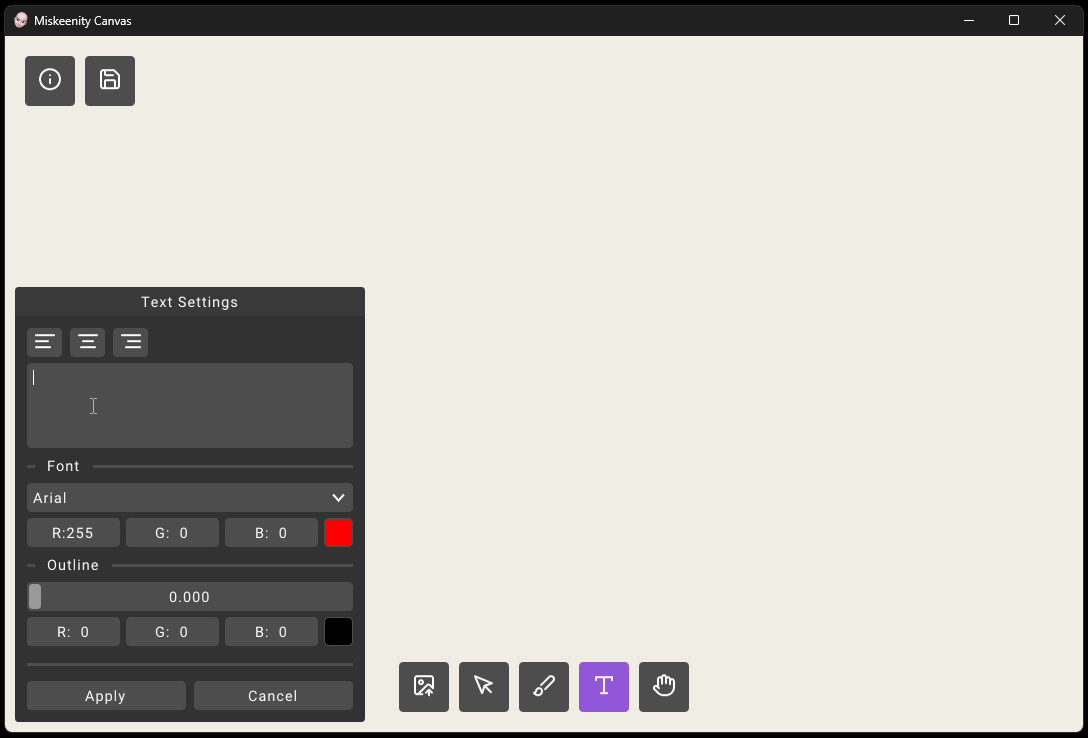 Miskeenity Canvas
Text Settings
Font
Arial
R:255 G: 0 B: 0
Outline
0.000
R: 0 G: 0 B: 0
Apply Cancel